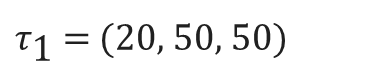 τ₁ = (20, 50, 50)